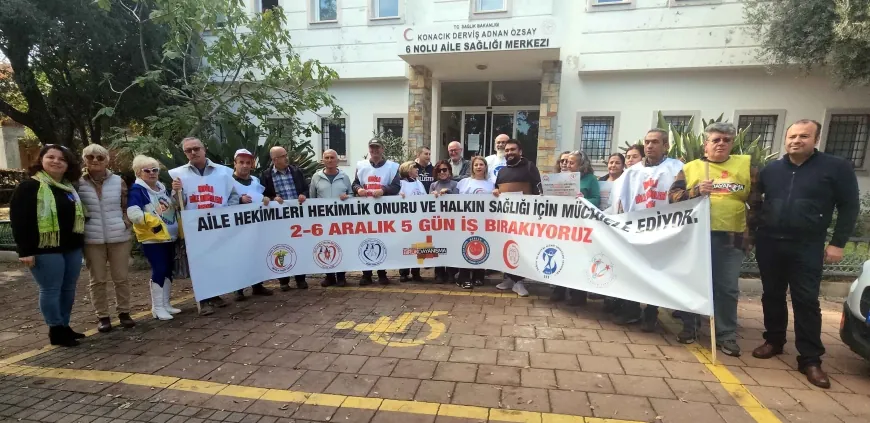 T.C. SAĞLIK BAKANLIĞI
KONACIK DERVİŞ ADNAN ÖZSAY
6 NOLU AİLE SAĞLIĞI MERKEZİ
AİLE HEKİMLERİ HEKİMLİK ONURU VE HALKIN SAĞLIĞI İÇİN MÜCADELE EDİYOR.
2-6 ARALIK 5 GÜN İŞ BIRAKIYORUZ